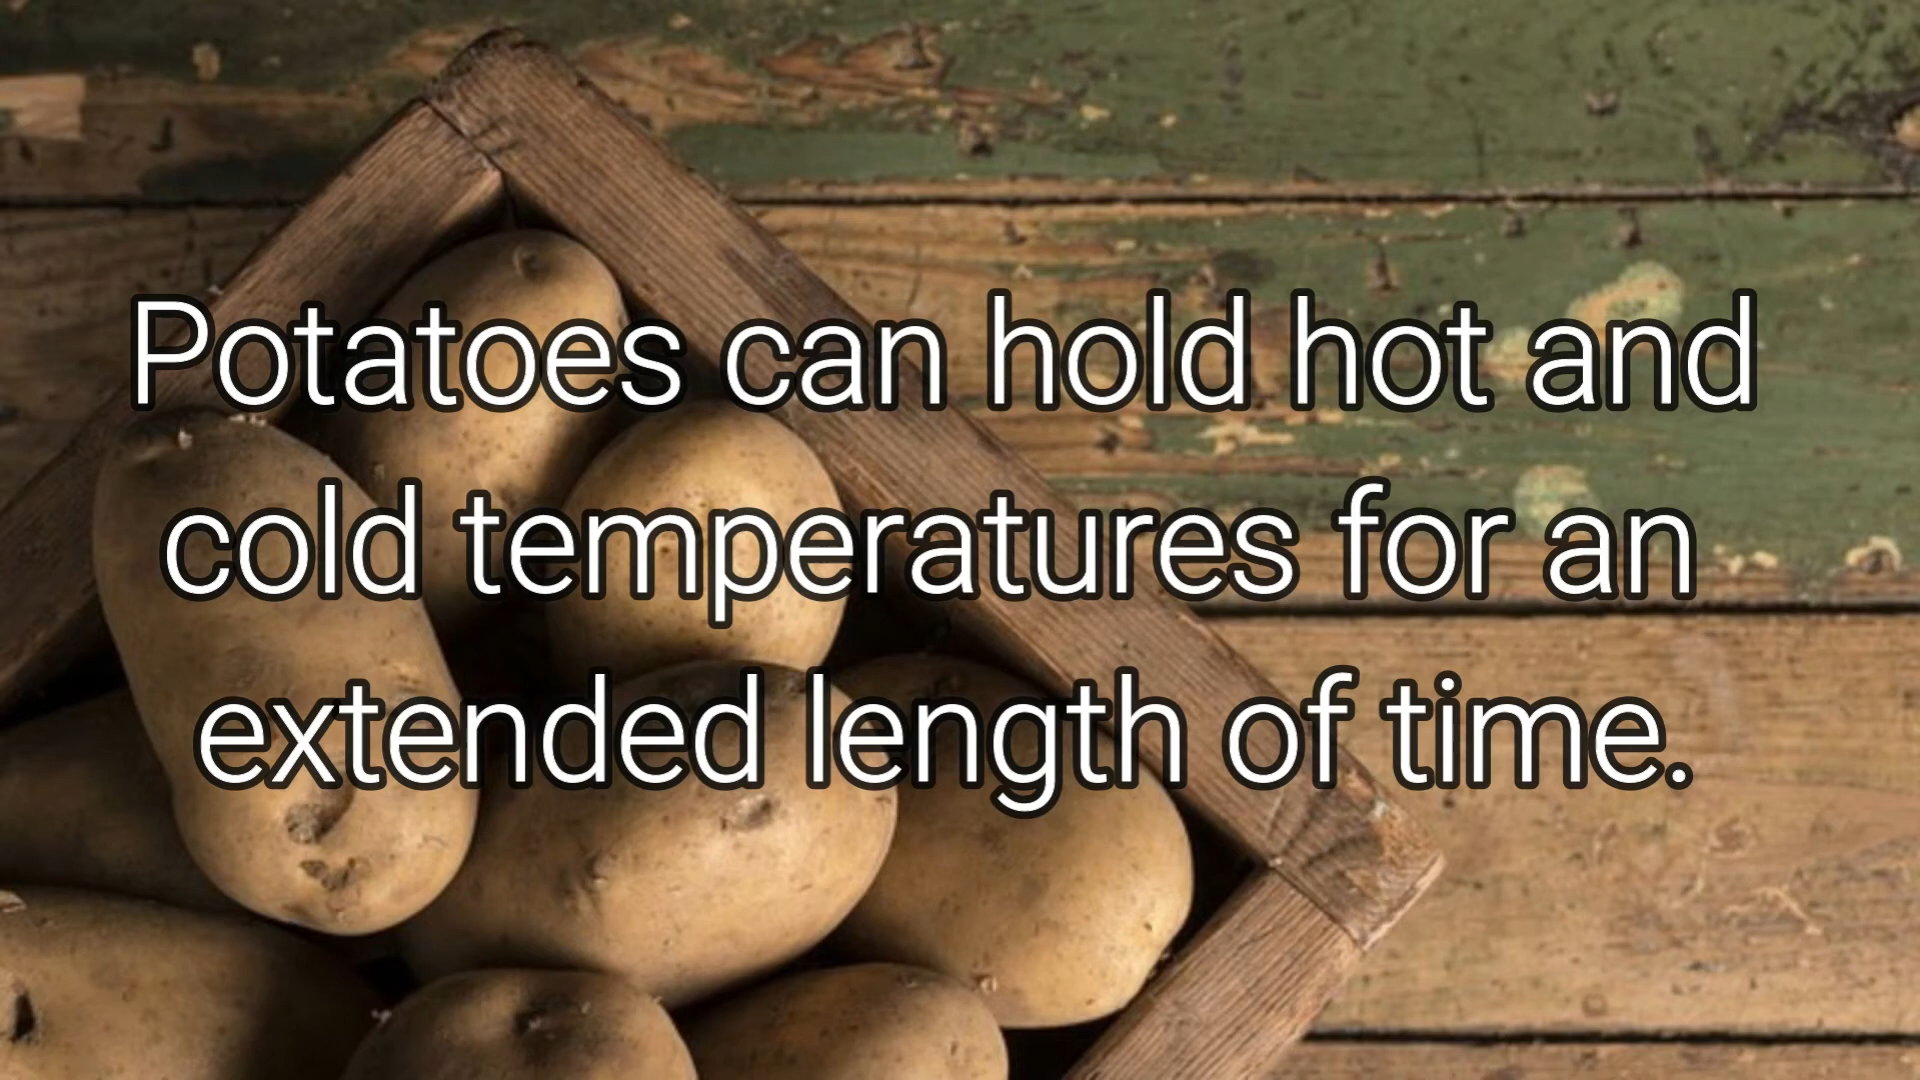 Potatoes can hold hot and
cold temperatures for an
extended length of time.